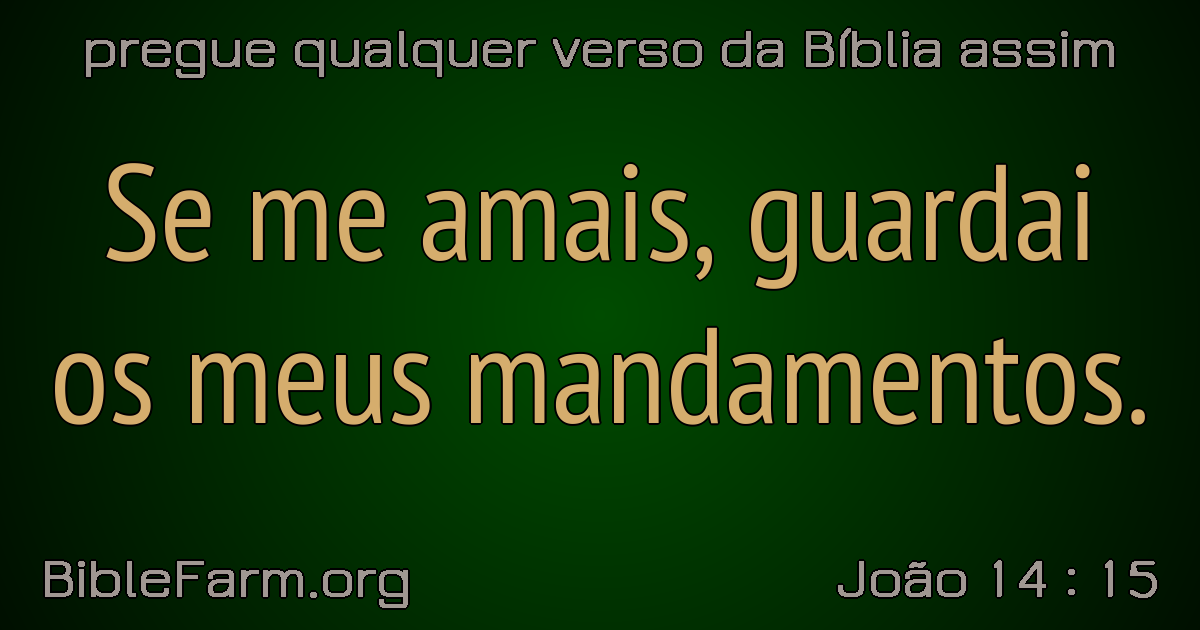 pregue qualquer verso da Bíblia assim
Se me amais, guardai
os meus mandamentos.
BibleFarm.org
João 14 : 15